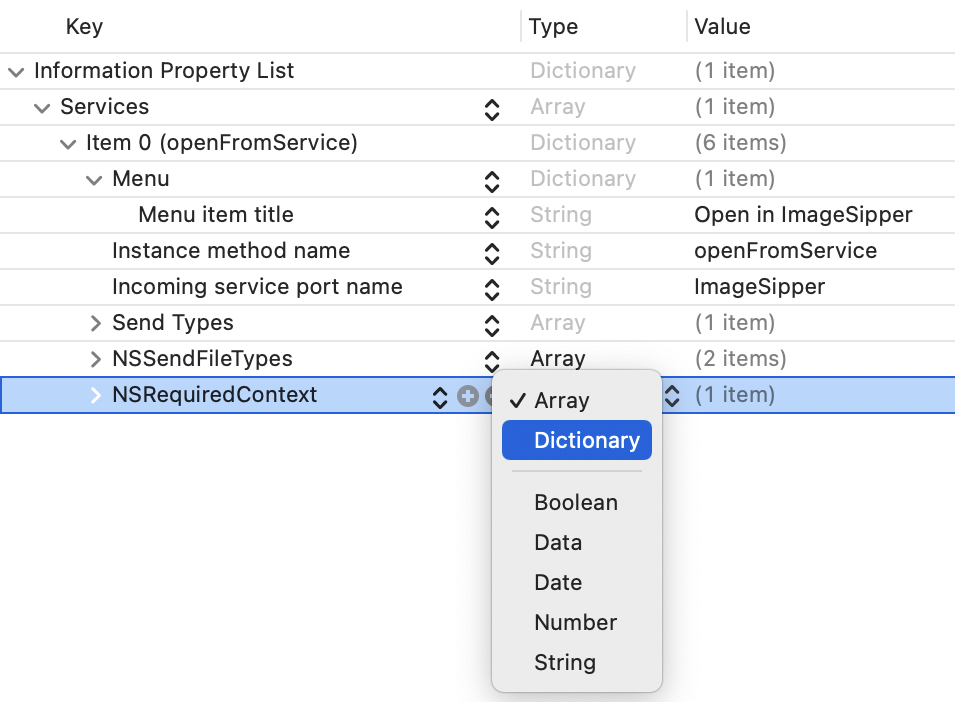 Key Type Value
Information Property List Dictionary (1 item)
Services Array (1 item)
Item 0 (openFromService) Dictionary (6 items)
Menu Dictionary (1 item)
Menu item title String Open in ImageSipper
Instance method name String openFromService
Incoming service port name String ImageSipper
Send Types Array (1 item)
NSSendFileTypes Array (2 items)
NSRequiredContext (1 item)
Array
Dictionary
Boolean
Data
Date
Number
String